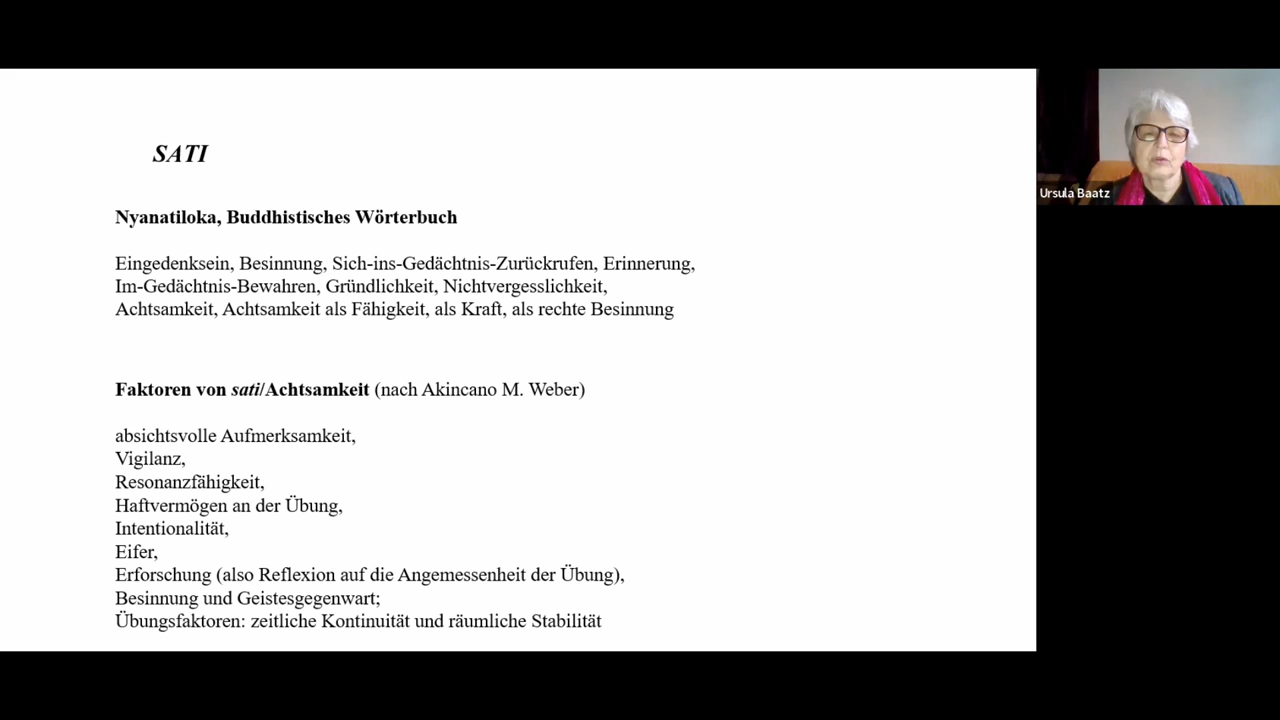 SATI
Nyanatiloka, Buddhistisches Wörterbuch
Eingedenksein, Besinnung, Sich-ins-Gedächtnis-Zurückrufen, Erinnerung,
Im-Gedächtnis-Bewahren, Gründlichkeit, Nichtvergesslichkeit,
Achtsamkeit, Achtsamkeit als Fähigkeit, als Kraft, als rechte Besinnung
Faktoren von sati/Achtsamkeit (nach Akincano M. Weber)
absichtsvolle Aufmerksamkeit,
Vigilanz,
Resonanzfähigkeit,
Haftvermögen an der Übung,
Intentionalität,
Eifer,
Erforschung (also Reflexion auf die Angemessenheit der Übung),
Besinnung und Geistesgegenwart;
Übungsfaktoren: zeitliche Kontinuität und räumliche Stabilität
Ursula Baatz